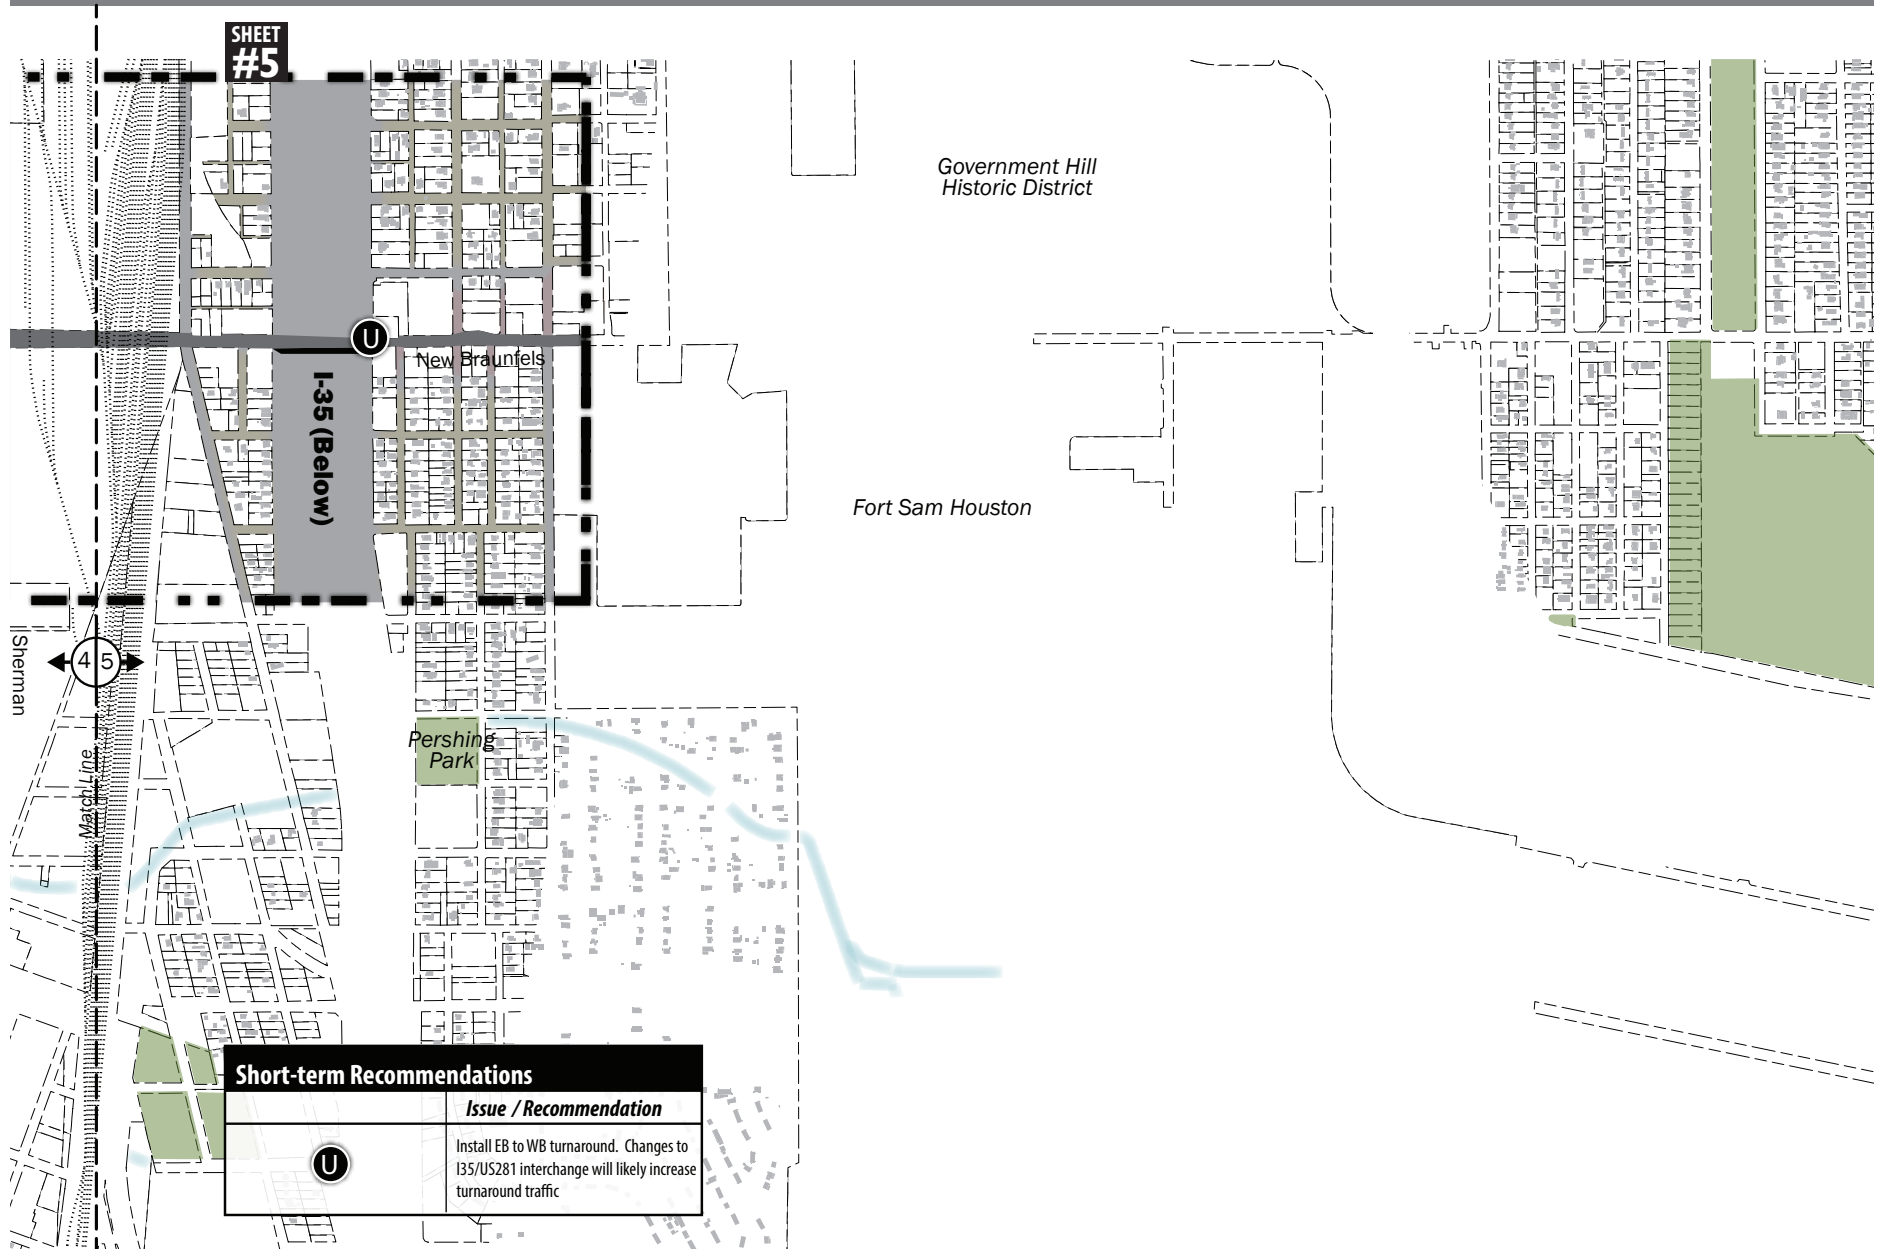 SHEET
#5
Government Hill
Historic District
U
New Braunfels
I-35 (Below)
Fort Sam Houston
Sherman
4 5
Pershing
Park
Match Line
Short-term Recommendations
Issue / Recommendation
U
Install EB to WB turnaround. Changes to
I35/US281 interchange will likely increase
turnaround traffic